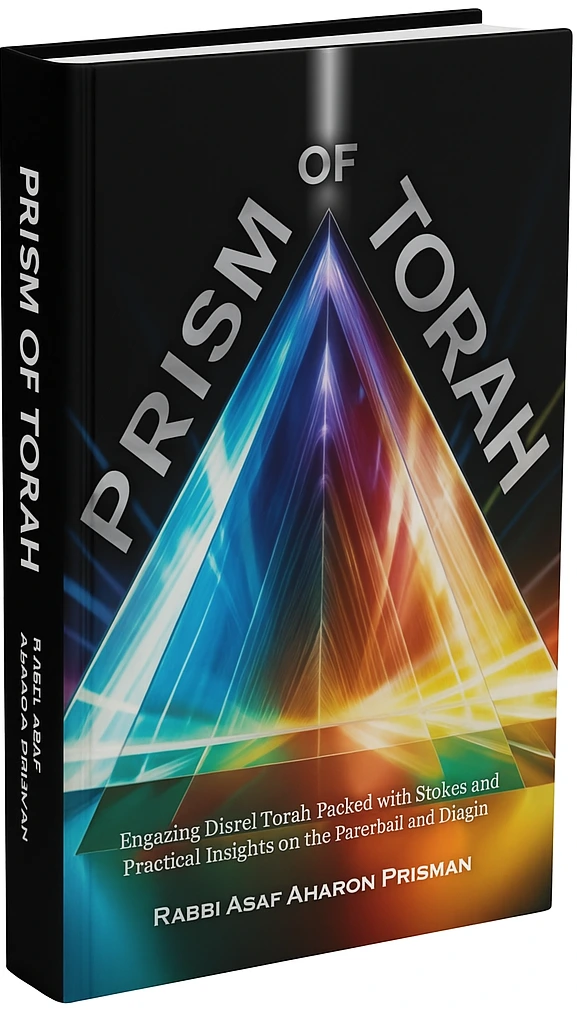 PRISM OF TORAH
Engazing Disrel Torah Packed with Stokes and
Practical Insights on the Parerbail and Diagin
RABBI ASAF AHARON PRISMAN
PRISM OF TORAH